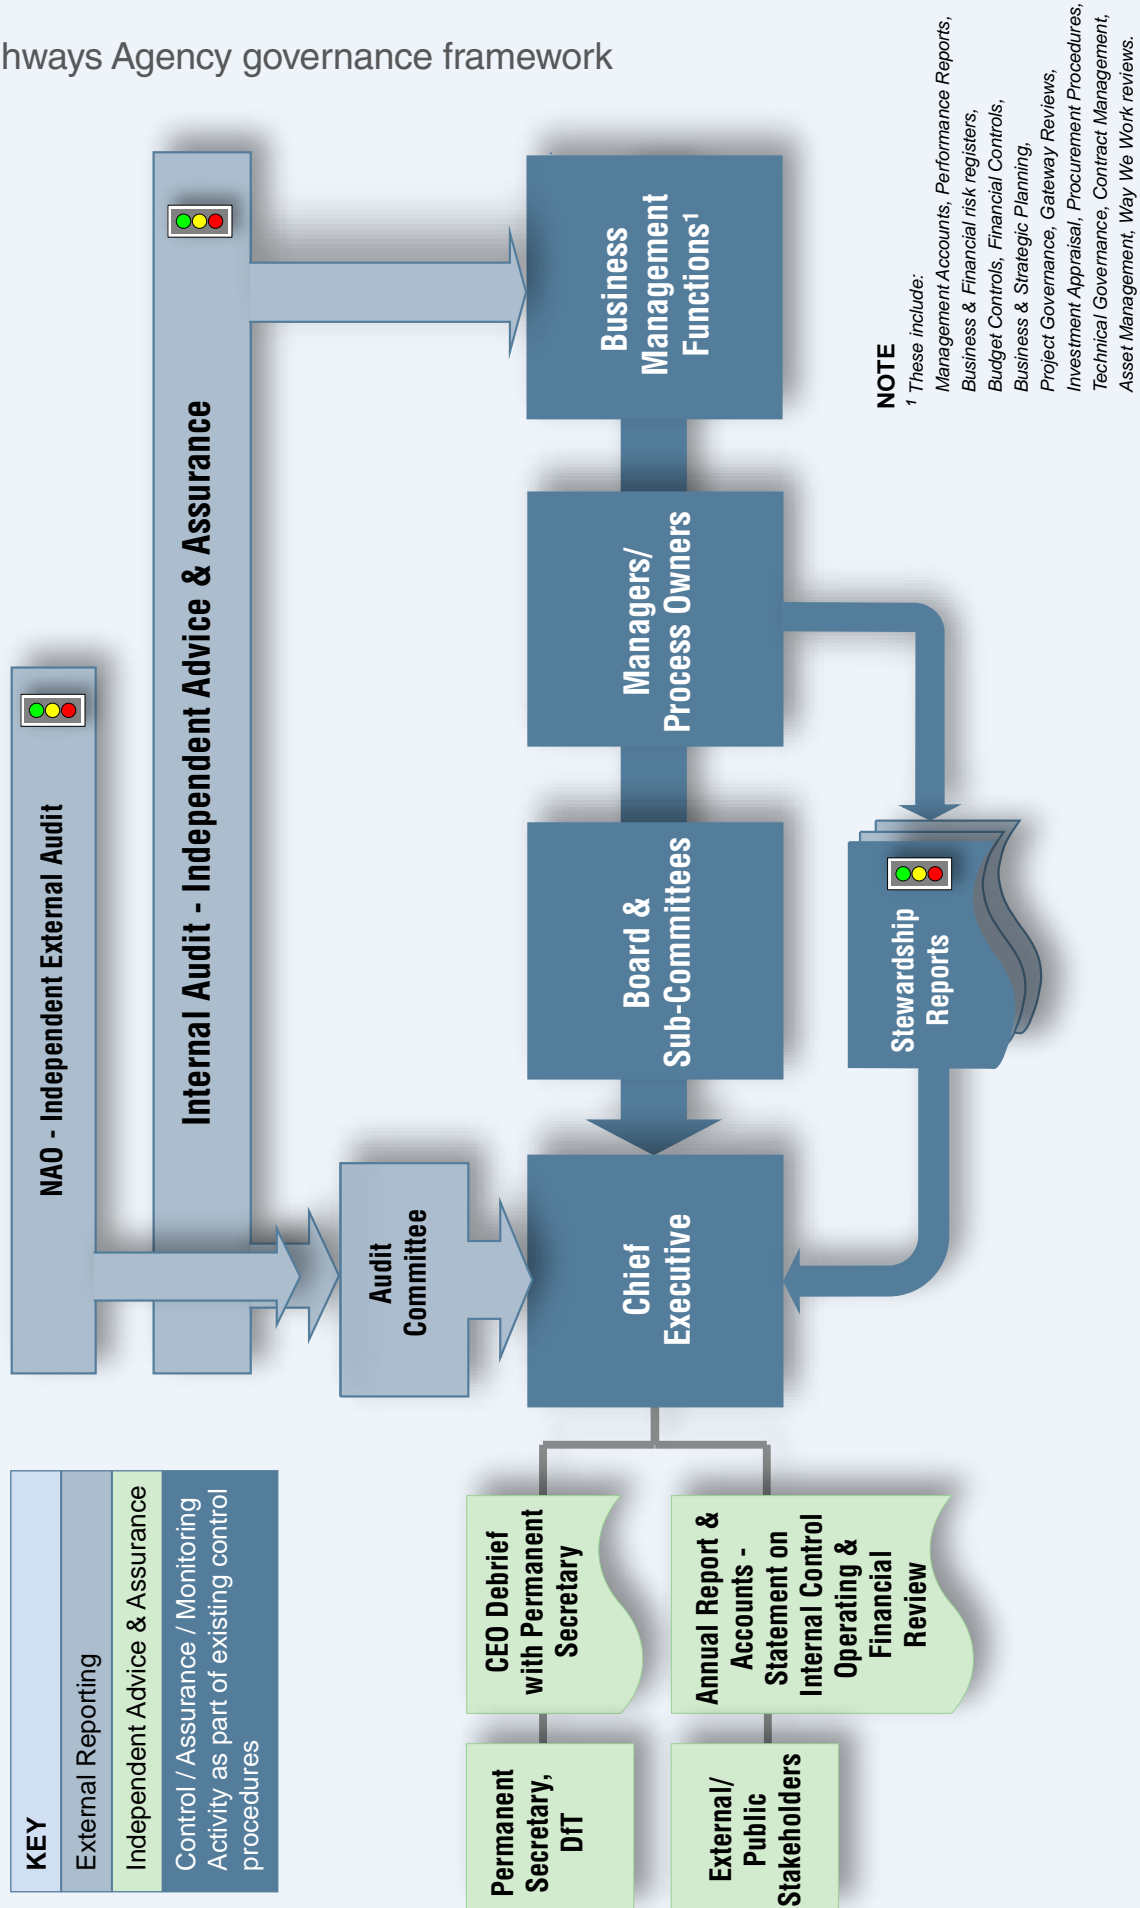 hways Agency governance framework
KEY
External Reporting
Independent Advice & Assurance
Control / Assurance / Monitoring
Activity as part of existing control
procedures
NAO - Independent External Audit
Internal Audit - Independent Advice & Assurance
Audit
Committee
Permanent
Secretary,
DfT
CEO Debrief
with Permanent
Secretary
External/
Public
Stakeholders
Annual Report &
Accounts -
Statement on
Internal Control
Operating &
Financial
Review
Chief
Executive
Board &
Sub-Committees
Managers/
Process Owners
Business
Management
Functions¹
Stewardship
Reports
NOTE
¹ These include:
Management Accounts, Performance Reports,
Business & Financial risk registers,
Budget Controls, Financial Controls,
Business & Strategic Planning,
Project Governance, Gateway Reviews,
Investment Appraisal, Procurement Procedures,
Technical Governance, Contract Management,
Asset Management, Way We Work reviews.